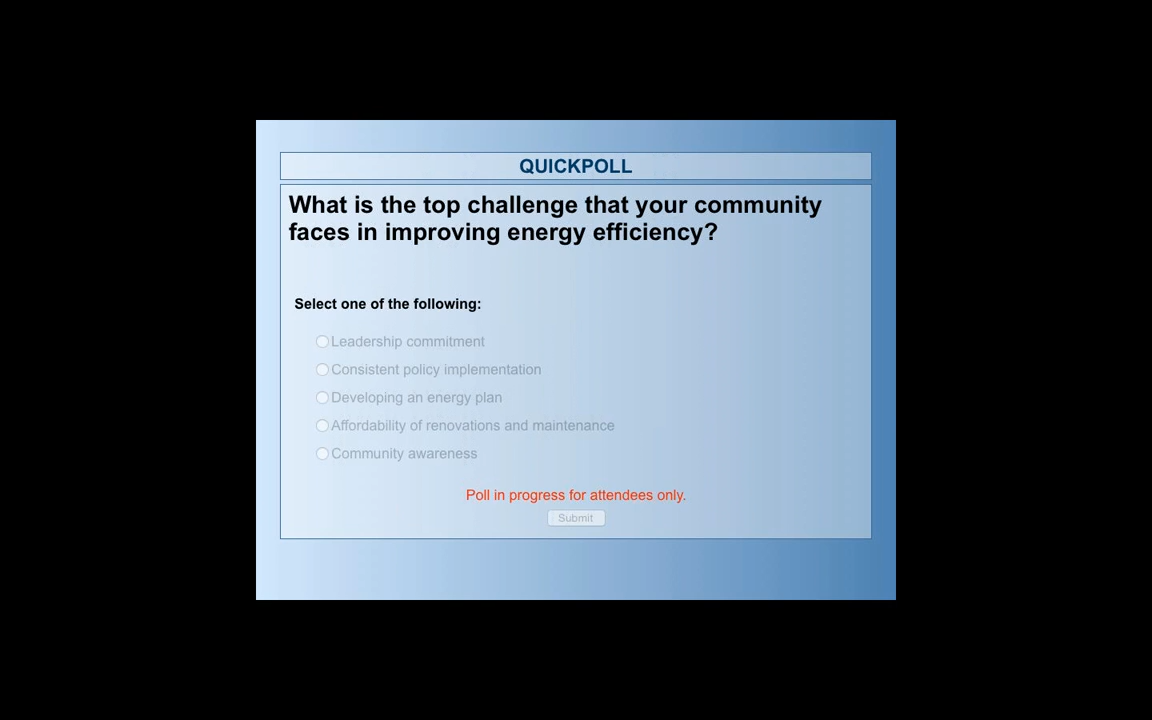 QUICKPOLL
What is the top challenge that your community
faces in improving energy efficiency?
Select one of the following:
Leadership commitment
Consistent policy implementation
Developing an energy plan
Affordability of renovations and maintenance
Community awareness
Poll in progress for attendees only.
Submit